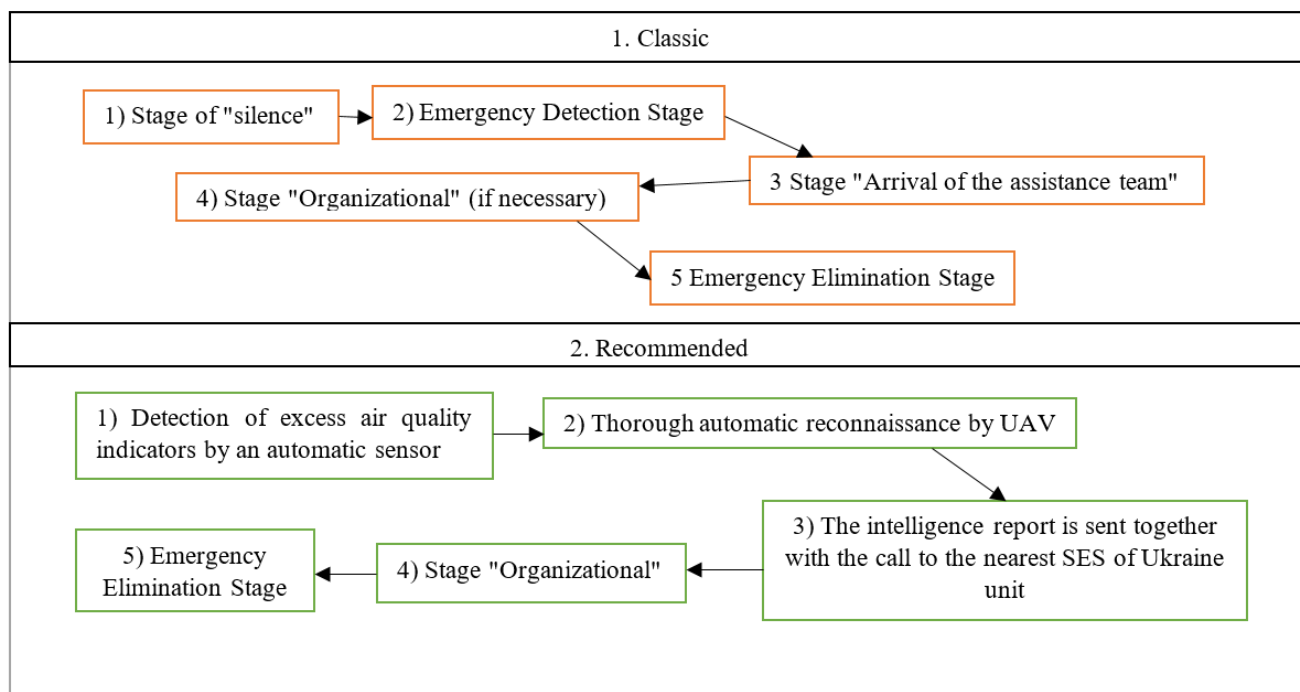 1. Classic
1) Stage of "silence"
2) Emergency Detection Stage
3 Stage "Arrival of the assistance team"
4) Stage "Organizational" (if necessary)
5 Emergency Elimination Stage
2. Recommended
1) Detection of excess air quality
indicators by an automatic sensor
2) Thorough automatic reconnaissance by UAV
3) The intelligence report is sent together
with the call to the nearest SES of Ukraine
unit
4) Stage "Organizational"
5) Emergency
Elimination Stage